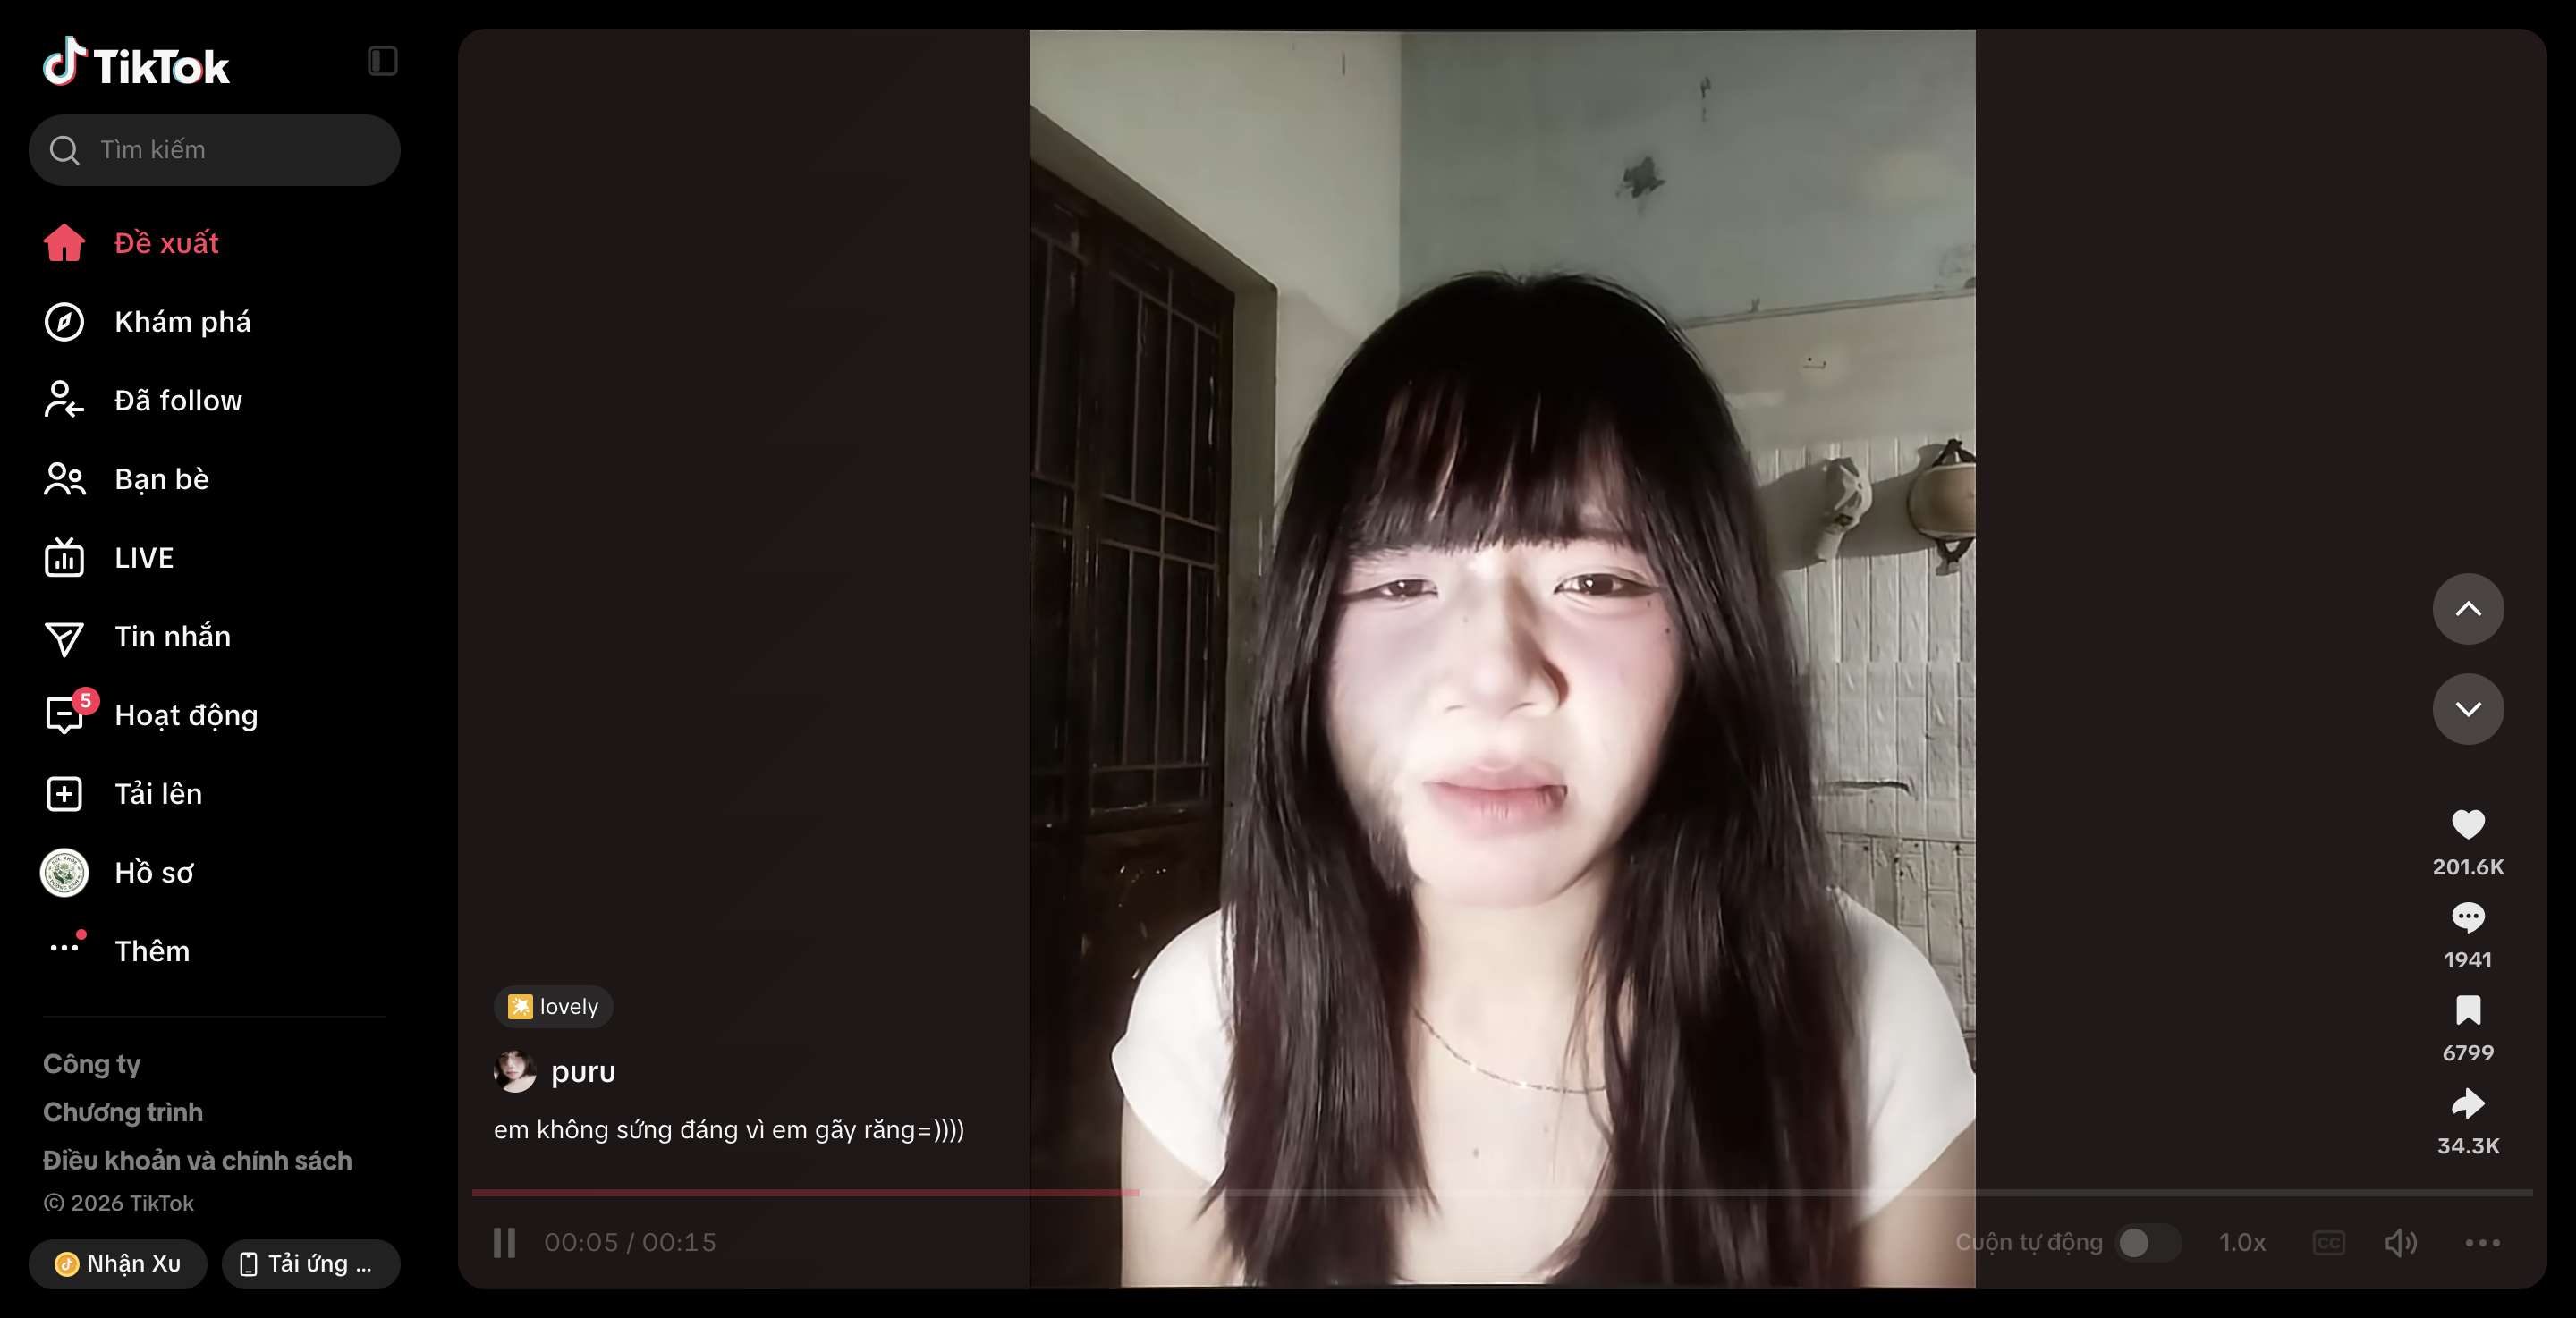 TikTok
Tìm kiếm
Đề xuất
Khám phá
Đã follow
Bạn bè
LIVE
Tin nhắn
5
Hoạt động
Tải lên
Hồ sơ
Thêm
Công ty
Chương trình
Điều khoản và chính sách
© 2026 TikTok
Nhận Xu
Tải ứng ...
lovely
puru
em không sứng đáng vì em gãy răng=))))
00:05 / 00:15
201.6K
1941
6799
34.3K
Cuộn tự động
1.0x
CC